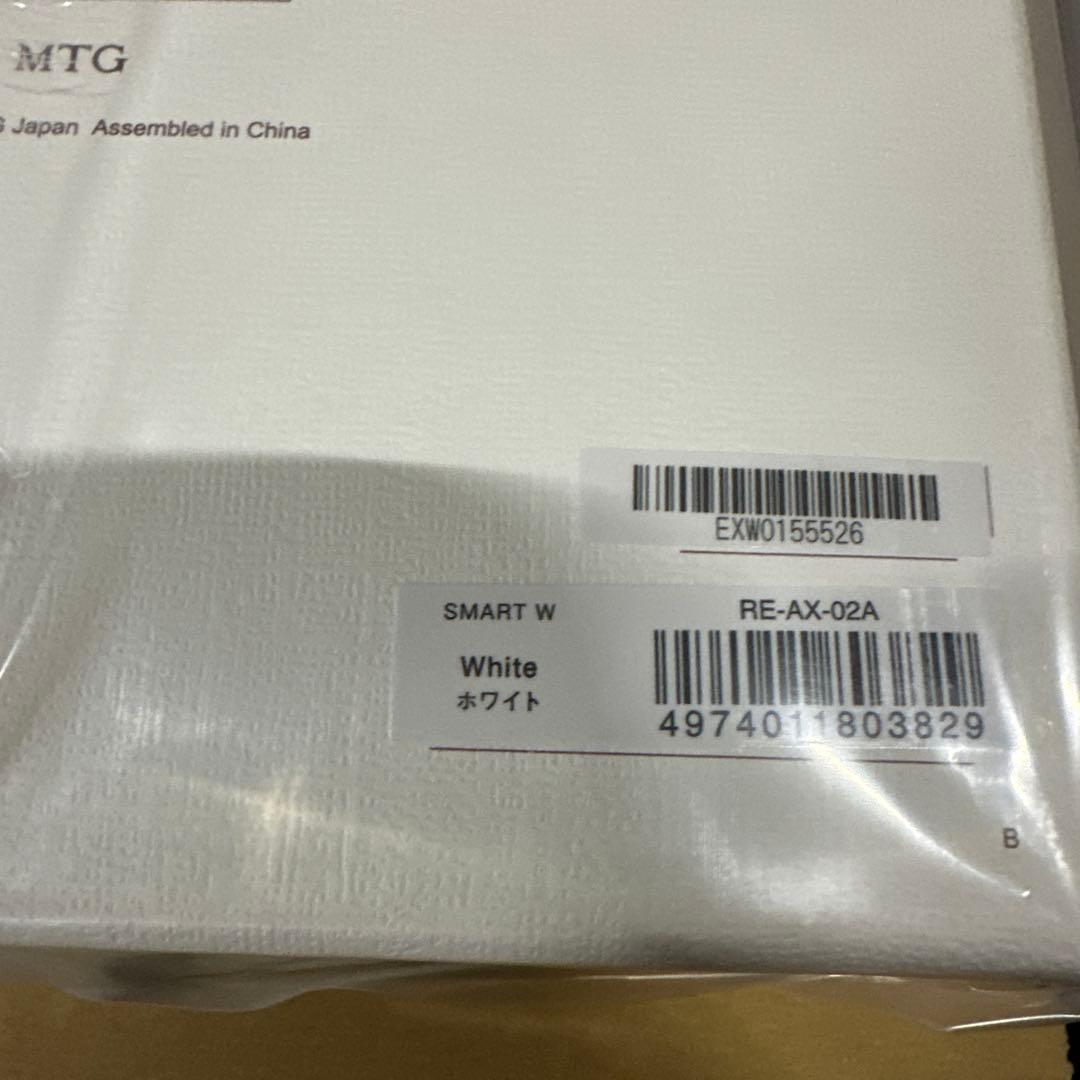 MTG
Japan Assembled in China
EXW0155526
SMART W
RE-AX-02A
White
ホワイト
4974011803829
B